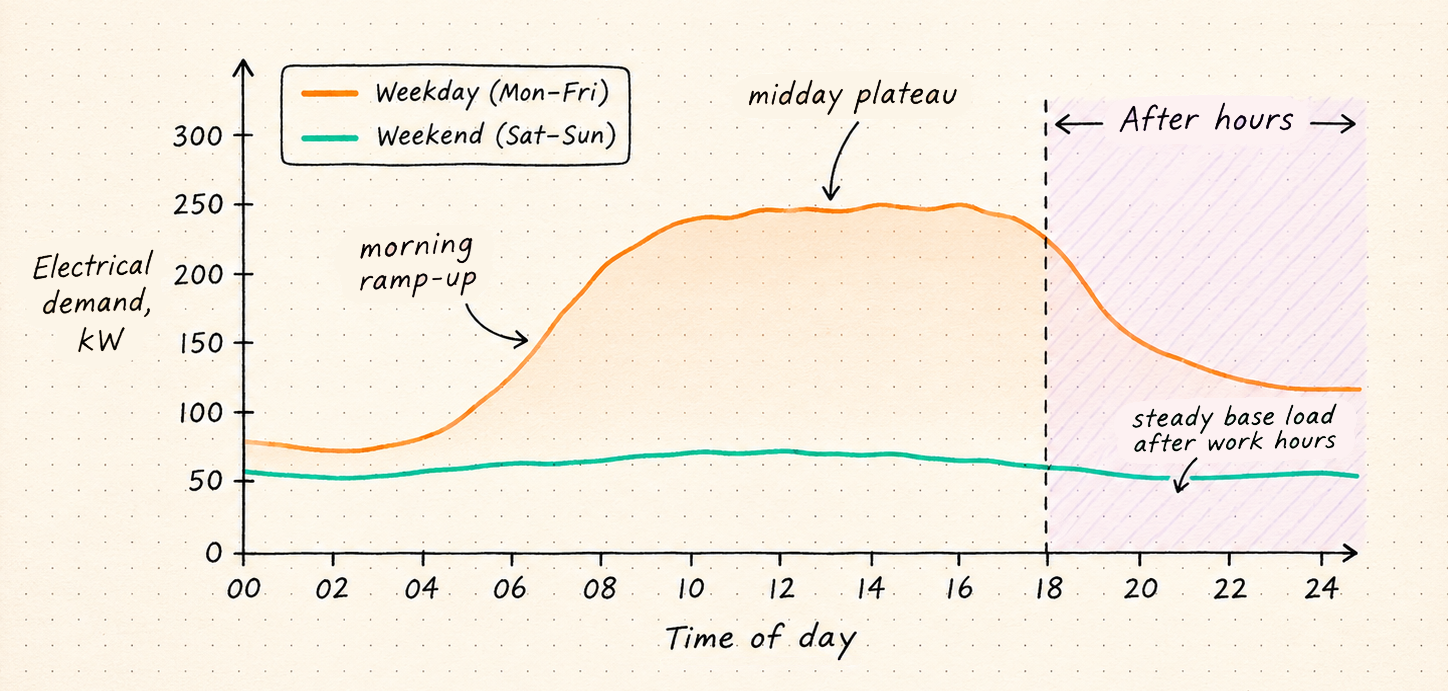 Weekday (Mon–Fri)
Weekend (Sat–Sun)
midday plateau
After hours
morning
ramp-up
Electrical
demand,
kW
300
250
200
150
100
50
0
steady base load
after work hours
00 02 04 06 08 10 12 14 16 18 20 22 24
Time of day